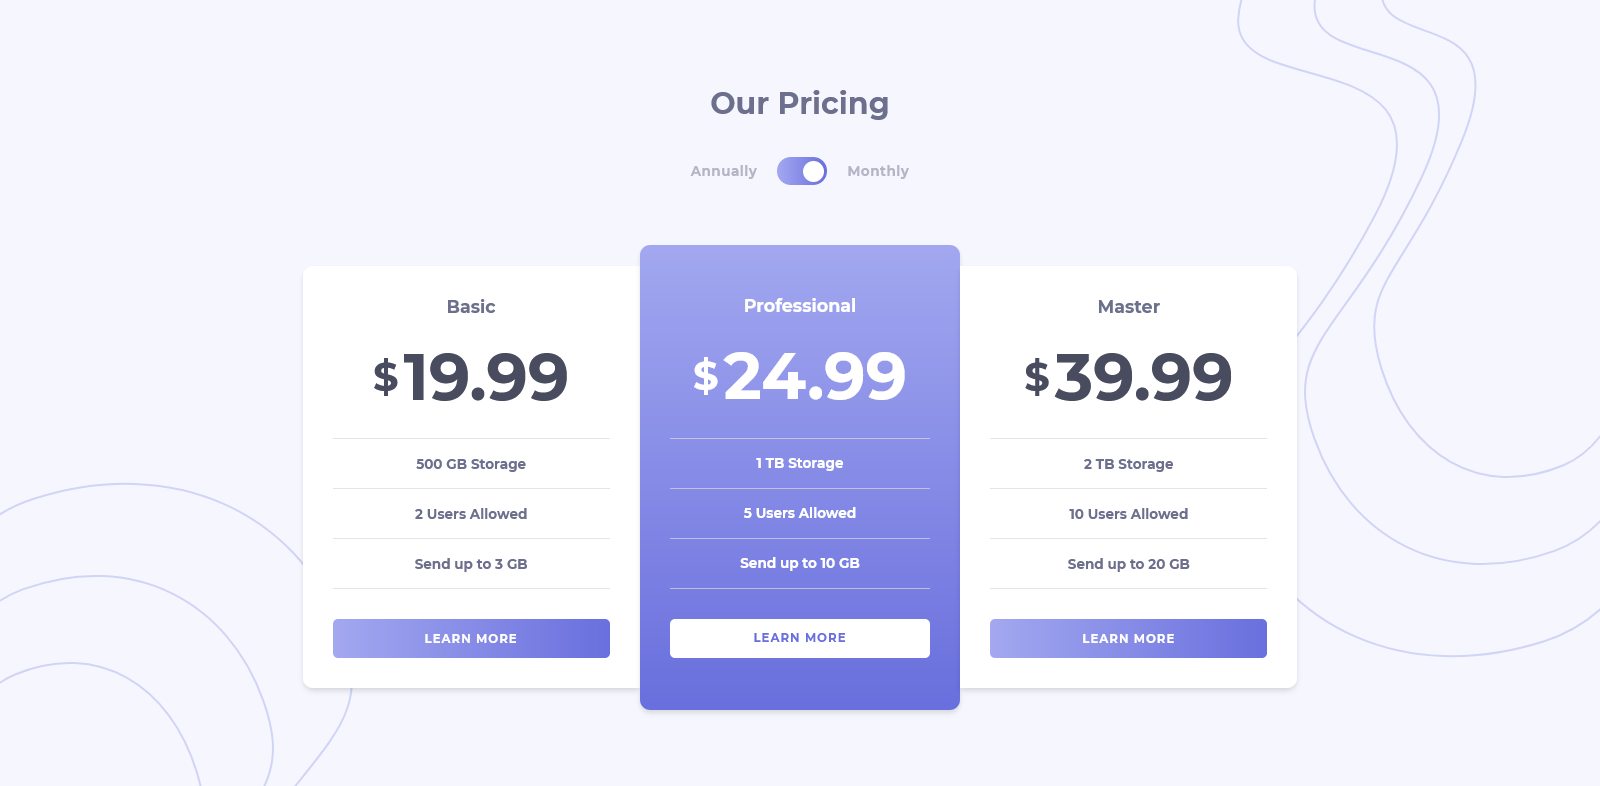 Our Pricing
Annually Monthly
Basic
$19.99
500 GB Storage
2 Users Allowed
Send up to 3 GB
LEARN MORE
Professional
$24.99
1 TB Storage
5 Users Allowed
Send up to 10 GB
LEARN MORE
Master
$39.99
2 TB Storage
10 Users Allowed
Send up to 20 GB
LEARN MORE